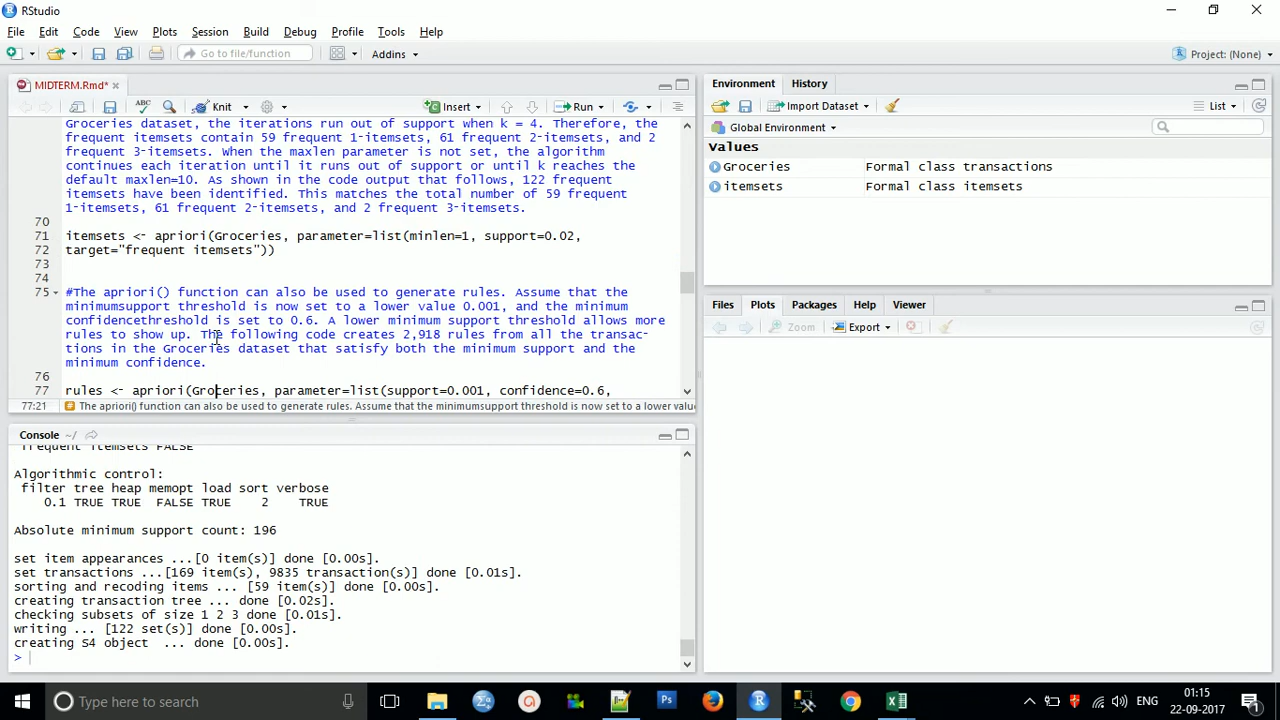 RStudio
File Edit Code View Plots Session Build Debug Profile Tools Help
Go to file/function
Addins
Project: (None)
MIDTERM.Rmd*
Knit
Insert
Run
Groceries dataset, the iterations run out of support when k = 4. Therefore, the
frequent itemsets contain 59 frequent 1-itemsets, 61 frequent 2-itemsets, and 2
frequent 3-itemsets. When the maxlen parameter is not set, the algorithm
continues each iteration until it runs out of support or until k reaches the
default maxlen=10. As shown in the code output that follows, 122 frequent
itemsets have been identified. This matches the total number of 59 frequent
1-itemsets, 61 frequent 2-itemsets, and 2 frequent 3-itemsets.
70
71 itemsets <- apriori(Groceries, parameter=list(minlen=1, support=0.02,
72 target="frequent itemsets"))
73
74
75 #The apriori() function can also be used to generate rules. Assume that the
minimumsupport threshold is now set to a lower value 0.001, and the minimum
confidencethreshold is set to 0.6. A lower minimum support threshold allows more
rules to show up. The following code creates 2,918 rules from all the transac-
tions in the Groceries dataset that satisfy both the minimum support and the
minimum confidence.
76
77 rules <- apriori(Groceries, parameter=list(support=0.001, confidence=0.6,
77:21 # The apriori() function can also be used to generate rules. Assume that the minimumsupport threshold is now set to a lower valu
Console ~/
frequent itemsets FALSE
Algorithmic control:
filter tree heap memopt load sort verbose
0.1 TRUE TRUE FALSE TRUE 2 TRUE
Absolute minimum support count: 196
set item appearances ...[0 item(s)] done [0.00s].
set transactions ...[169 item(s), 9835 transaction(s)] done [0.01s].
sorting and recoding items ... [59 item(s)] done [0.00s].
creating transaction tree ... done [0.02s].
checking subsets of size 1 2 3 done [0.01s].
writing ... [122 set(s)] done [0.00s].
creating S4 object ... done [0.00s].
>
Environment History
Import Dataset
List
Global Environment
Values
Groceries Formal class transactions
itemsets Formal class itemsets
Files Plots Packages Help Viewer
Zoom Export
Type here to search
ENG
01:15
22-09-2017